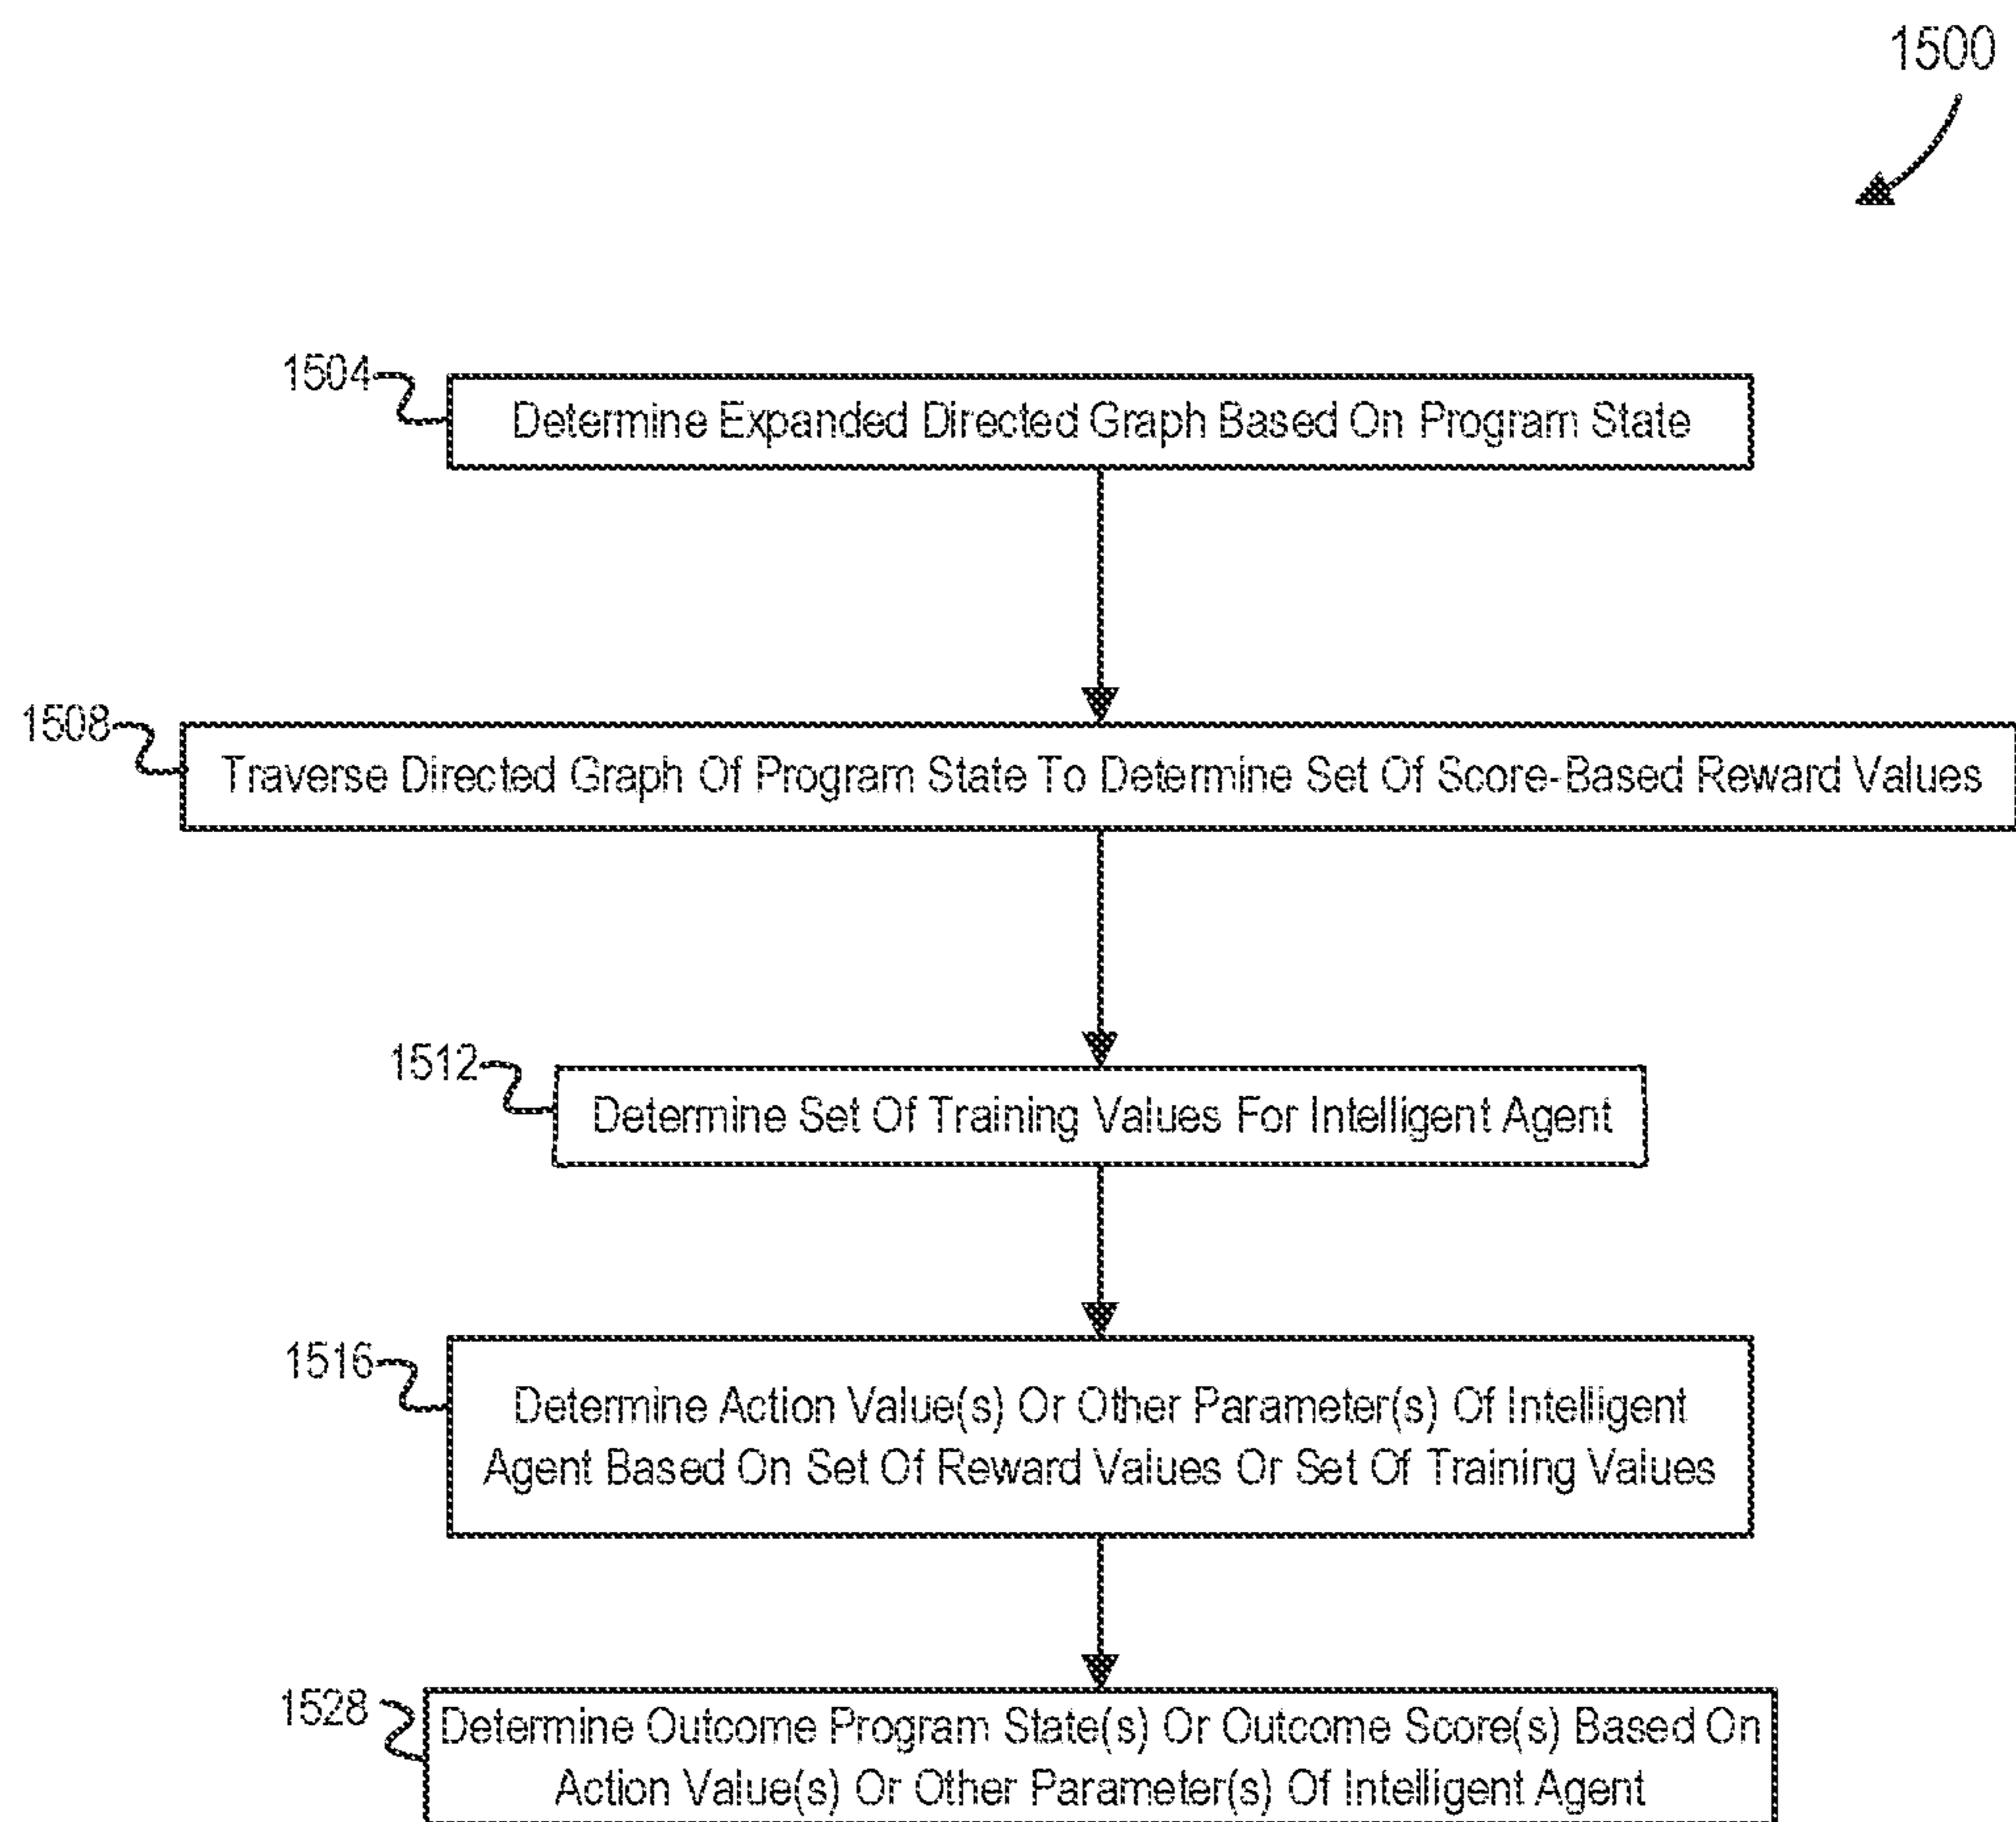 1500
1504
Determine Expanded Directed Graph Based On Program State
1508
Traverse Directed Graph Of Program State To Determine Set Of Score-Based Reward Values
1512
Determine Set Of Training Values For Intelligent Agent
1516
Determine Action Value(s) Or Other Parameter(s) Of Intelligent
Agent Based On Set Of Reward Values Or Set Of Training Values
1528
Determine Outcome Program State(s) Or Outcome Score(s) Based On
Action Value(s) Or Other Parameter(s) Of Intelligent Agent